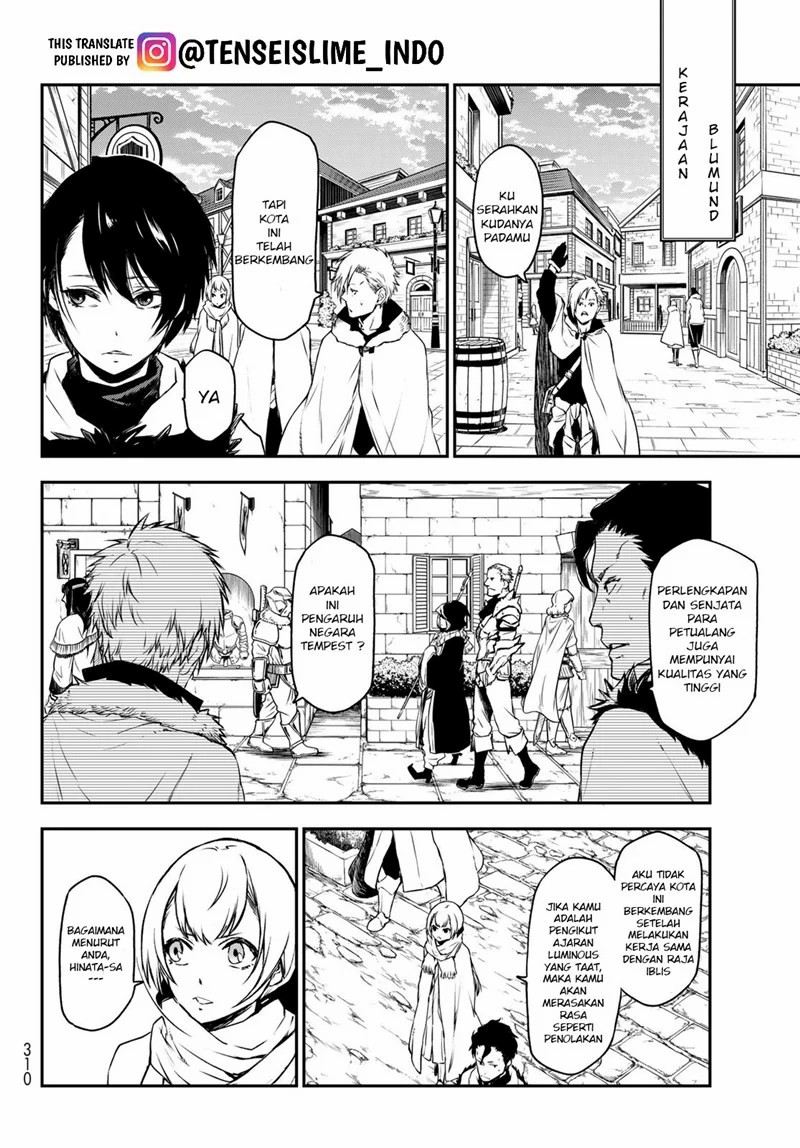 THIS TRANSLATE
PUBLISHED BY
@TENSEISLIME_INDO
KERAJAAN
BLUMUND
KU
SERAHKAN
KUDANYA
PADAMU
TAPI
KOTA
INI
TELAH
BERKEMBANG
YA
PERLENGKAPAN
DAN SENJATA
PARA
PETUALANG
JUGA
MEMPUNYAI
KUALITAS YANG
TINGGI
APAKAH
INI
PENGARUH
NEGARA
TEMPEST ?
AKU TIDAK
PERCAYA KOTA
INI
BERKEMBANG
SETELAH
MELAKUKAN
KERJA SAMA
DENGAN RAJA
IBLIS
JIKA KAMU
ADALAH
PENGIKUT
AJARAN
LUMINOUS
YANG TAAT,
MAKA KAMU
AKAN
MERASAKAN
RASA
SEPERTI
PENOLAKAN
BAGAIMANA
MENURUT
ANDA,
HINATA-SA
---
310